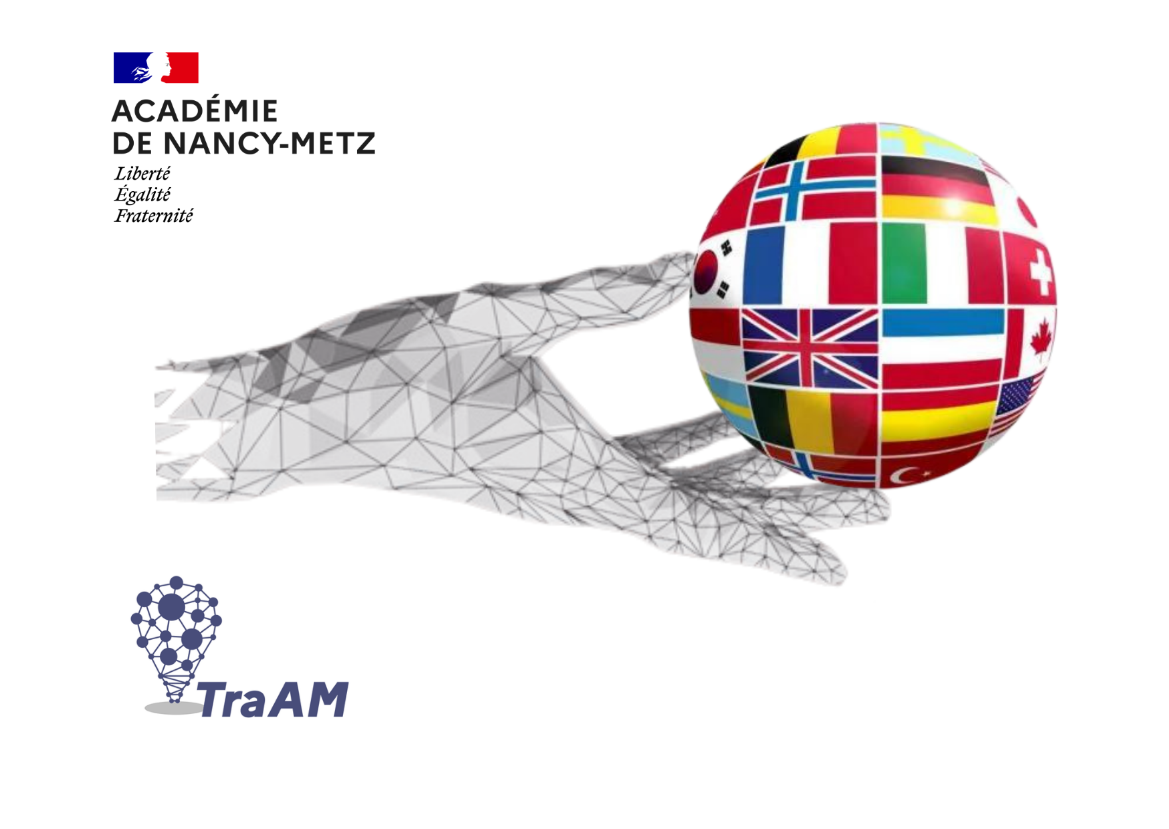 ACADÉMIE
DE NANCY-METZ
Liberté
Égalité
Fraternité
TraAM